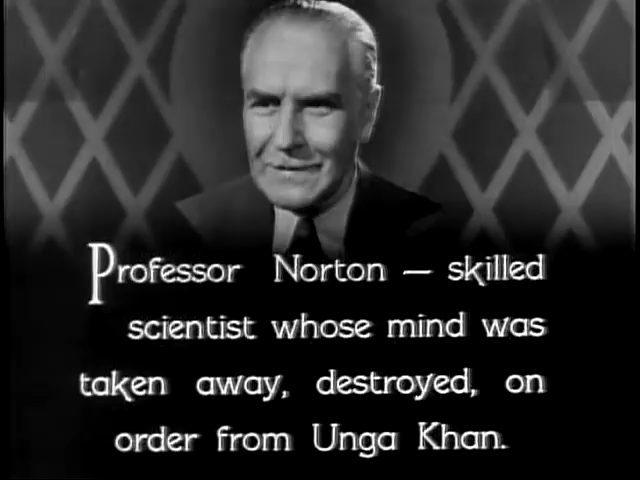 Professor Norton — skilled
scientist whose mind was
taken away, destroyed, on
order from Unga Khan.